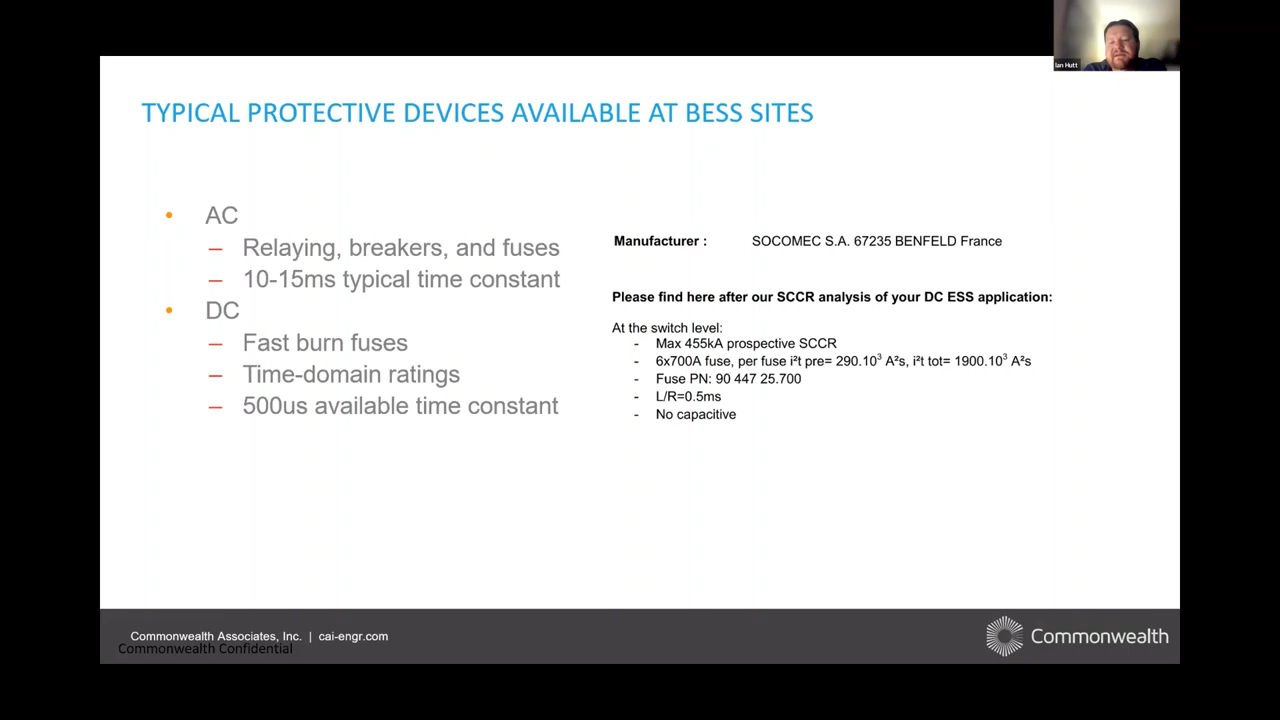 Ian Hutt
TYPICAL PROTECTIVE DEVICES AVAILABLE AT BESS SITES
• AC
– Relaying, breakers, and fuses
– 10-15ms typical time constant
• DC
– Fast burn fuses
– Time-domain ratings
– 500us available time constant
Manufacturer : SOCOMEC S.A. 67235 BENFELD France
Please find here after our SCCR analysis of your DC ESS application:
At the switch level:
- Max 455kA prospective SCCR
- 6x700A fuse, per fuse i²t pre= 290.10³ A²s, i²t tot= 1900.10³ A²s
- Fuse PN: 90 447 25.700
- L/R=0.5ms
- No capacitive
Commonwealth Associates, Inc. | cai-engr.com
Commonwealth Confidential
Commonwealth